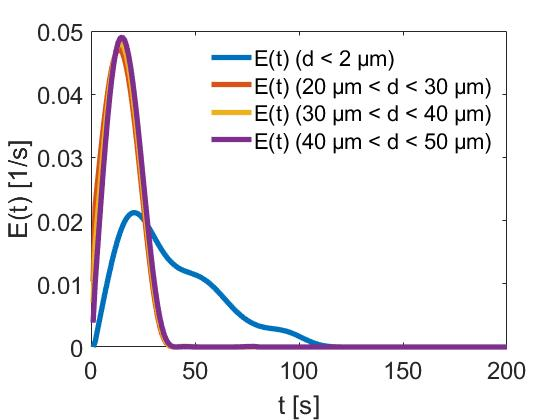 0.05
0.04
0.03
0.02
0.01
0
E(t) [1/s]
E(t) (d < 2 µm)
E(t) (20 µm < d < 30 µm)
E(t) (30 µm < d < 40 µm)
E(t) (40 µm < d < 50 µm)
0 50 100 150 200
t [s]